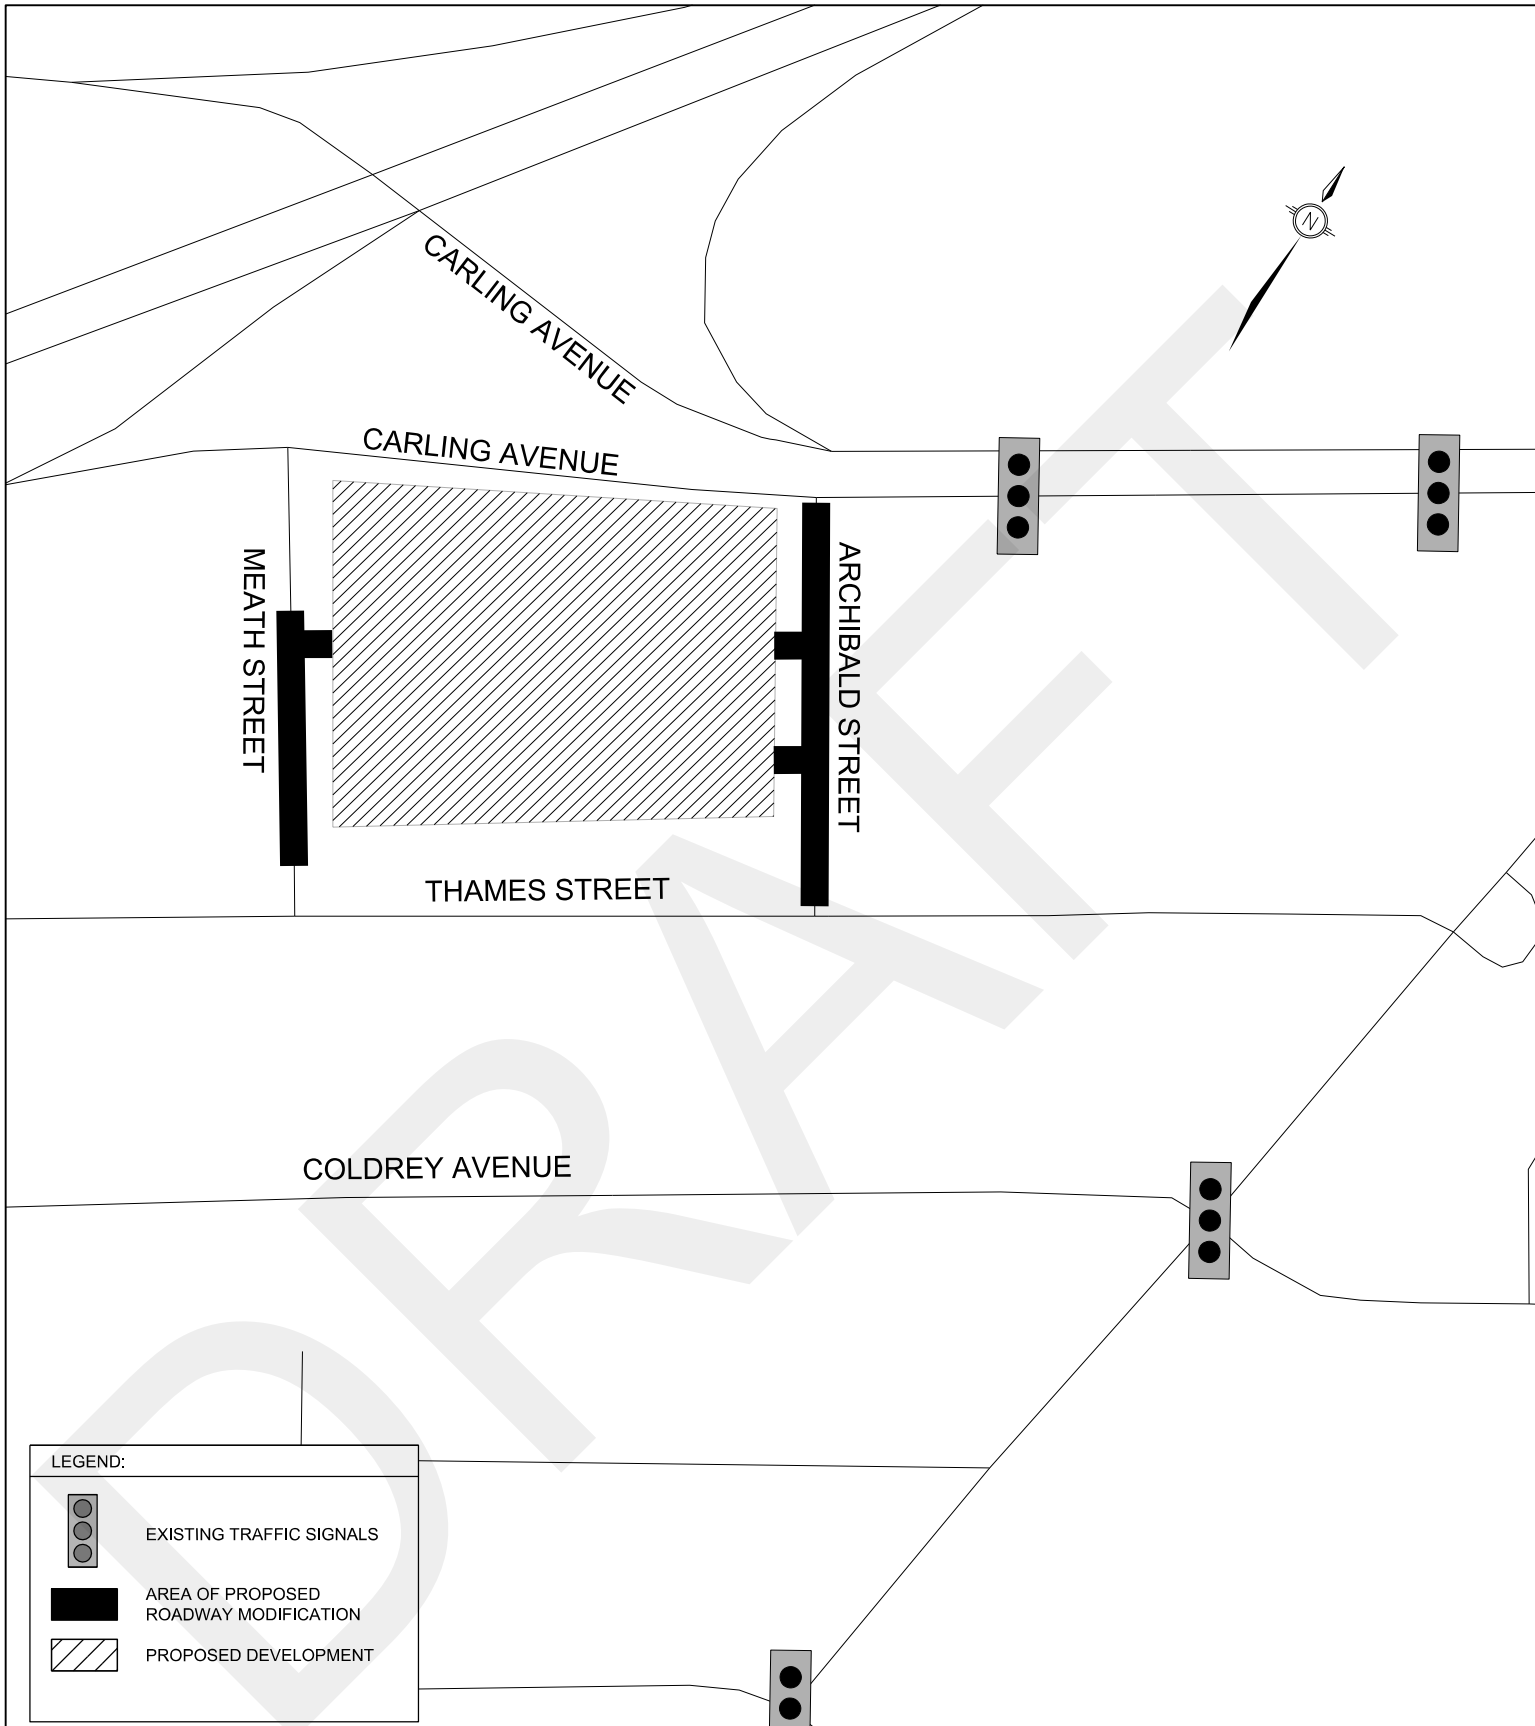 N
CARLING AVENUE
CARLING AVENUE
MEATH STREET
ARCHIBALD STREET
THAMES STREET
COLDREY AVENUE
DRAFT
LEGEND:
EXISTING TRAFFIC SIGNALS
AREA OF PROPOSED
ROADWAY MODIFICATION
PROPOSED DEVELOPMENT